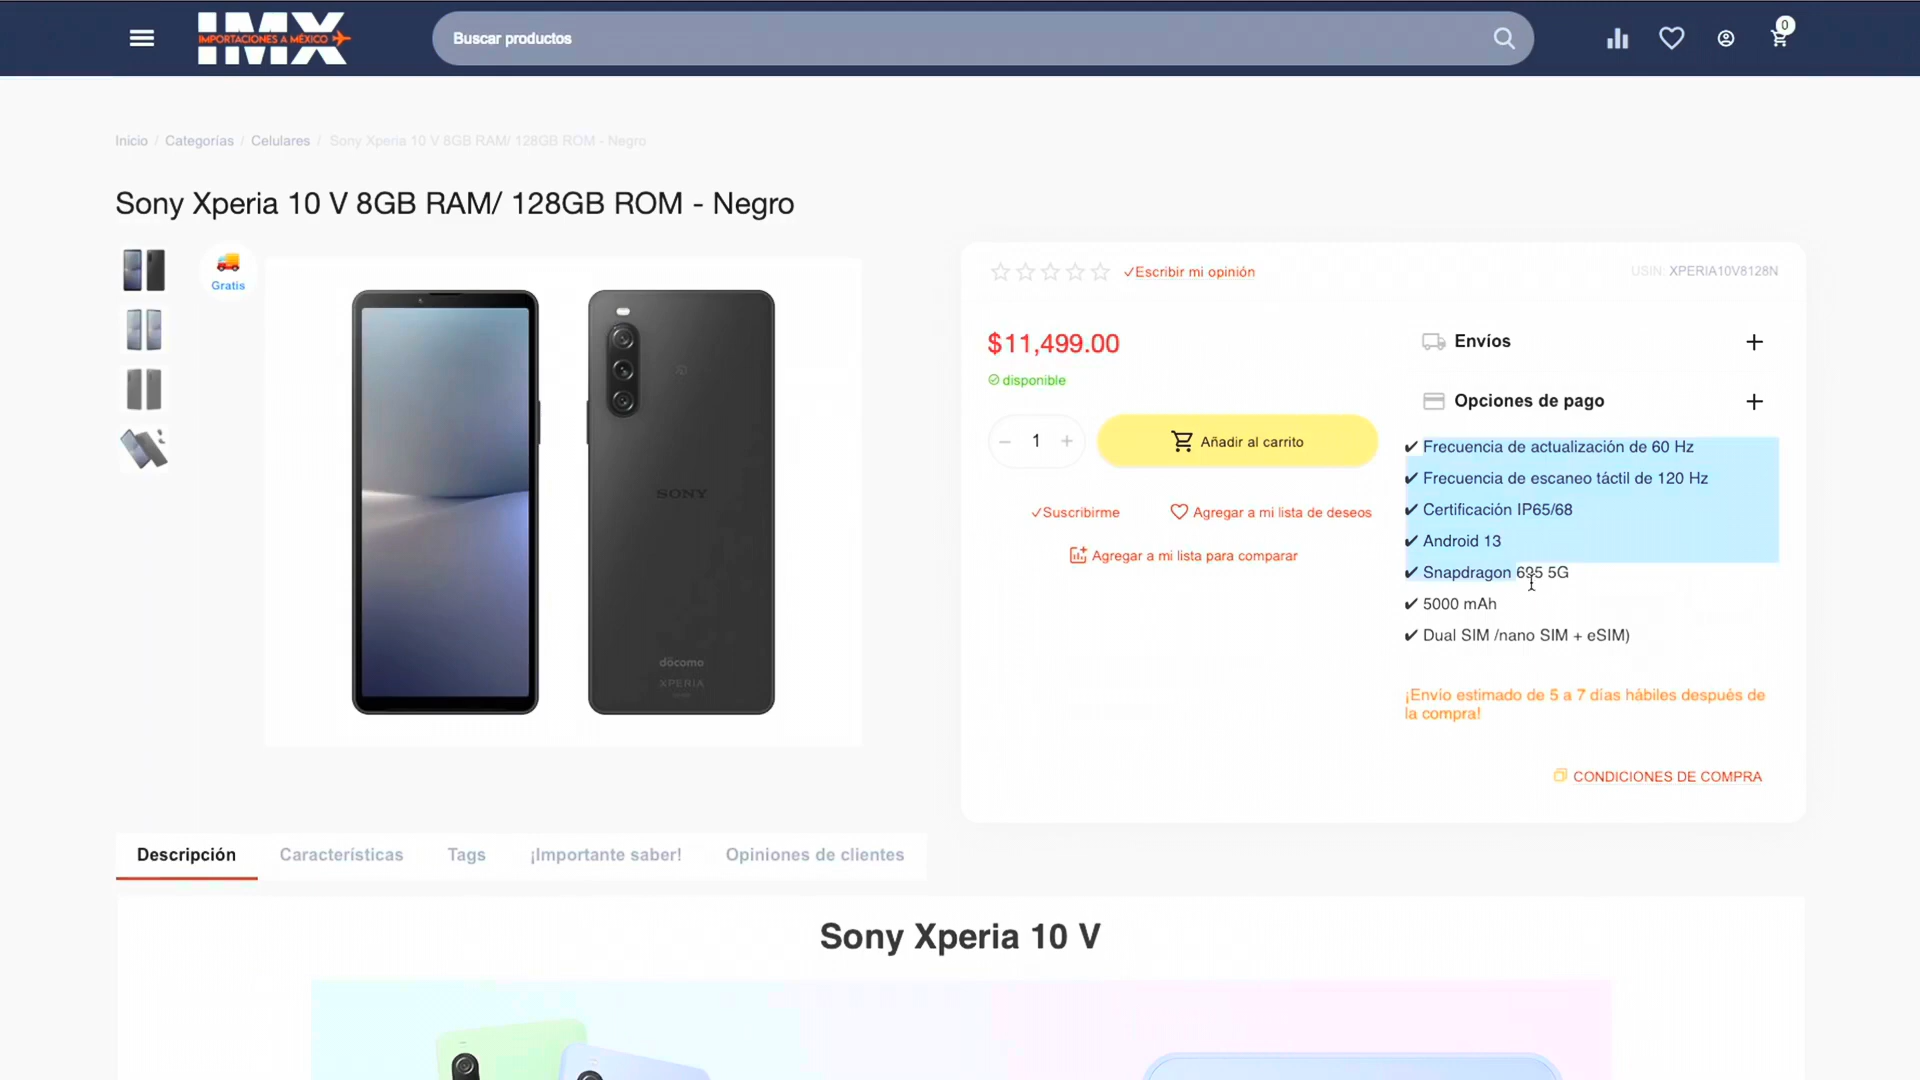 IMX
IMPORTACIONES A MÉXICO
Buscar productos
0
Inicio / Categorías / Celulares / Sony Xperia 10 V 8GB RAM/ 128GB ROM - Negro
Sony Xperia 10 V 8GB RAM/ 128GB ROM - Negro
Gratis
SONY
döcomo
XPERIA
✓Escribir mi opinión
USIN: XPERIA10V8128N
$11,499.00
disponible
− 1 +
Añadir al carrito
✓Suscribirme
Agregar a mi lista de deseos
Agregar a mi lista para comparar
Envíos +
Opciones de pago +
✔ Frecuencia de actualización de 60 Hz
✔ Frecuencia de escaneo táctil de 120 Hz
✔ Certificación IP65/68
✔ Android 13
✔ Snapdragon 695 5G
✔ 5000 mAh
✔ Dual SIM /nano SIM + eSIM)
¡Envío estimado de 5 a 7 días hábiles después de
la compra!
CONDICIONES DE COMPRA
Descripción Características Tags ¡Importante saber! Opiniones de clientes
Sony Xperia 10 V